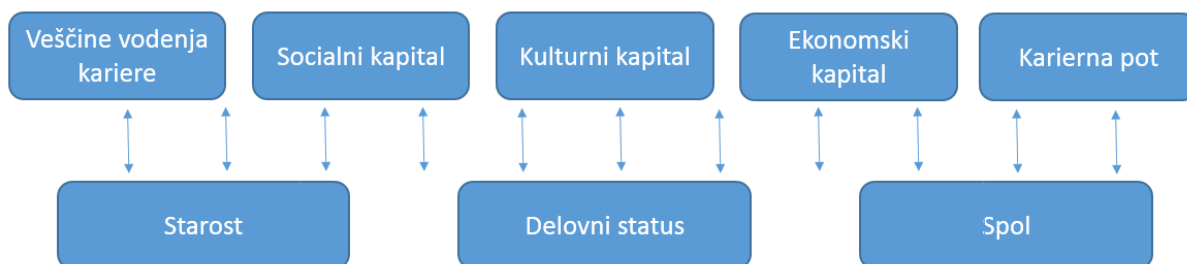 Veščine vodenja
kariere
Socialni kapital
Kulturni kapital
Ekonomski
kapital
Karierna pot
Starost
Delovni status
Spol